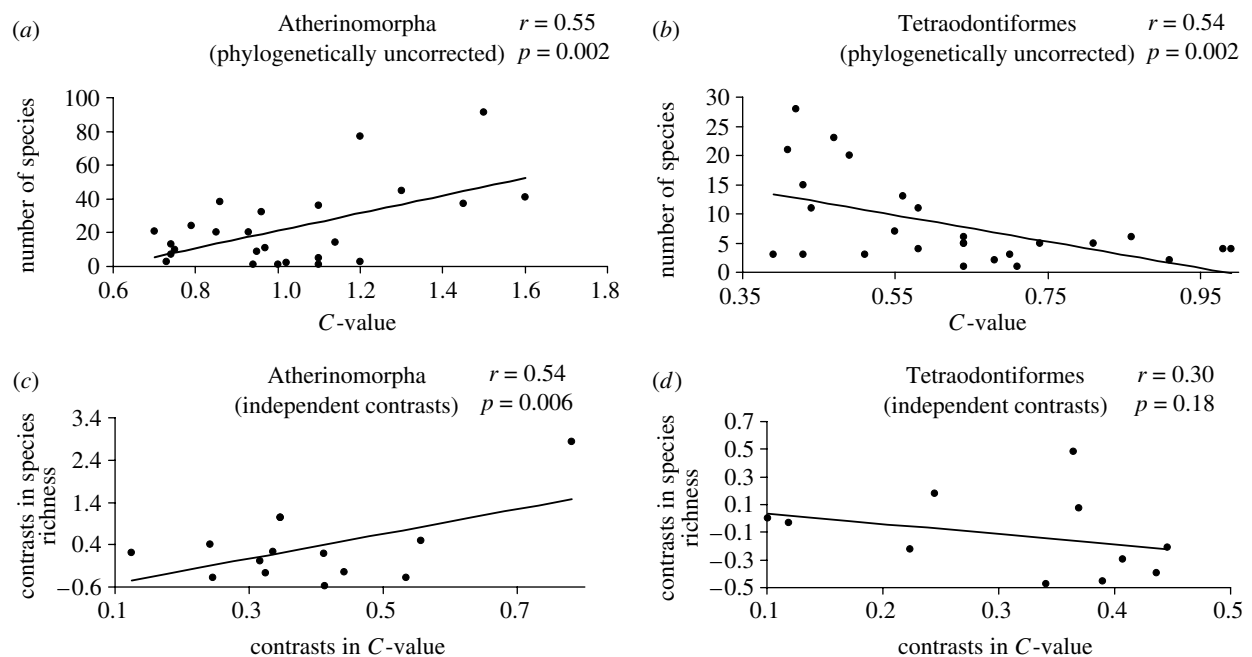 (a) Atherinomorpha r = 0.55
(phylogenetically uncorrected) p = 0.002
number of species
100
80
60
40
20
0
0.6 0.8 1.0 1.2 1.4 1.6 1.8
C-value
(b) Tetraodontiformes r = 0.54
(phylogenetically uncorrected) p = 0.002
number of species
30
25
20
15
10
5
0
0.35 0.55 0.75 0.95
C-value
(c) Atherinomorpha r = 0.54
(independent contrasts) p = 0.006
contrasts in species
richness
3.4
2.4
1.4
0.4
−0.6
0.1 0.3 0.5 0.7
contrasts in C-value
(d) Tetraodontiformes r = 0.30
(independent contrasts) p = 0.18
contrasts in species
richness
0.7
0.5
0.3
0.1
−0.1
−0.3
−0.5
0.1 0.2 0.3 0.4 0.5
contrasts in C-value